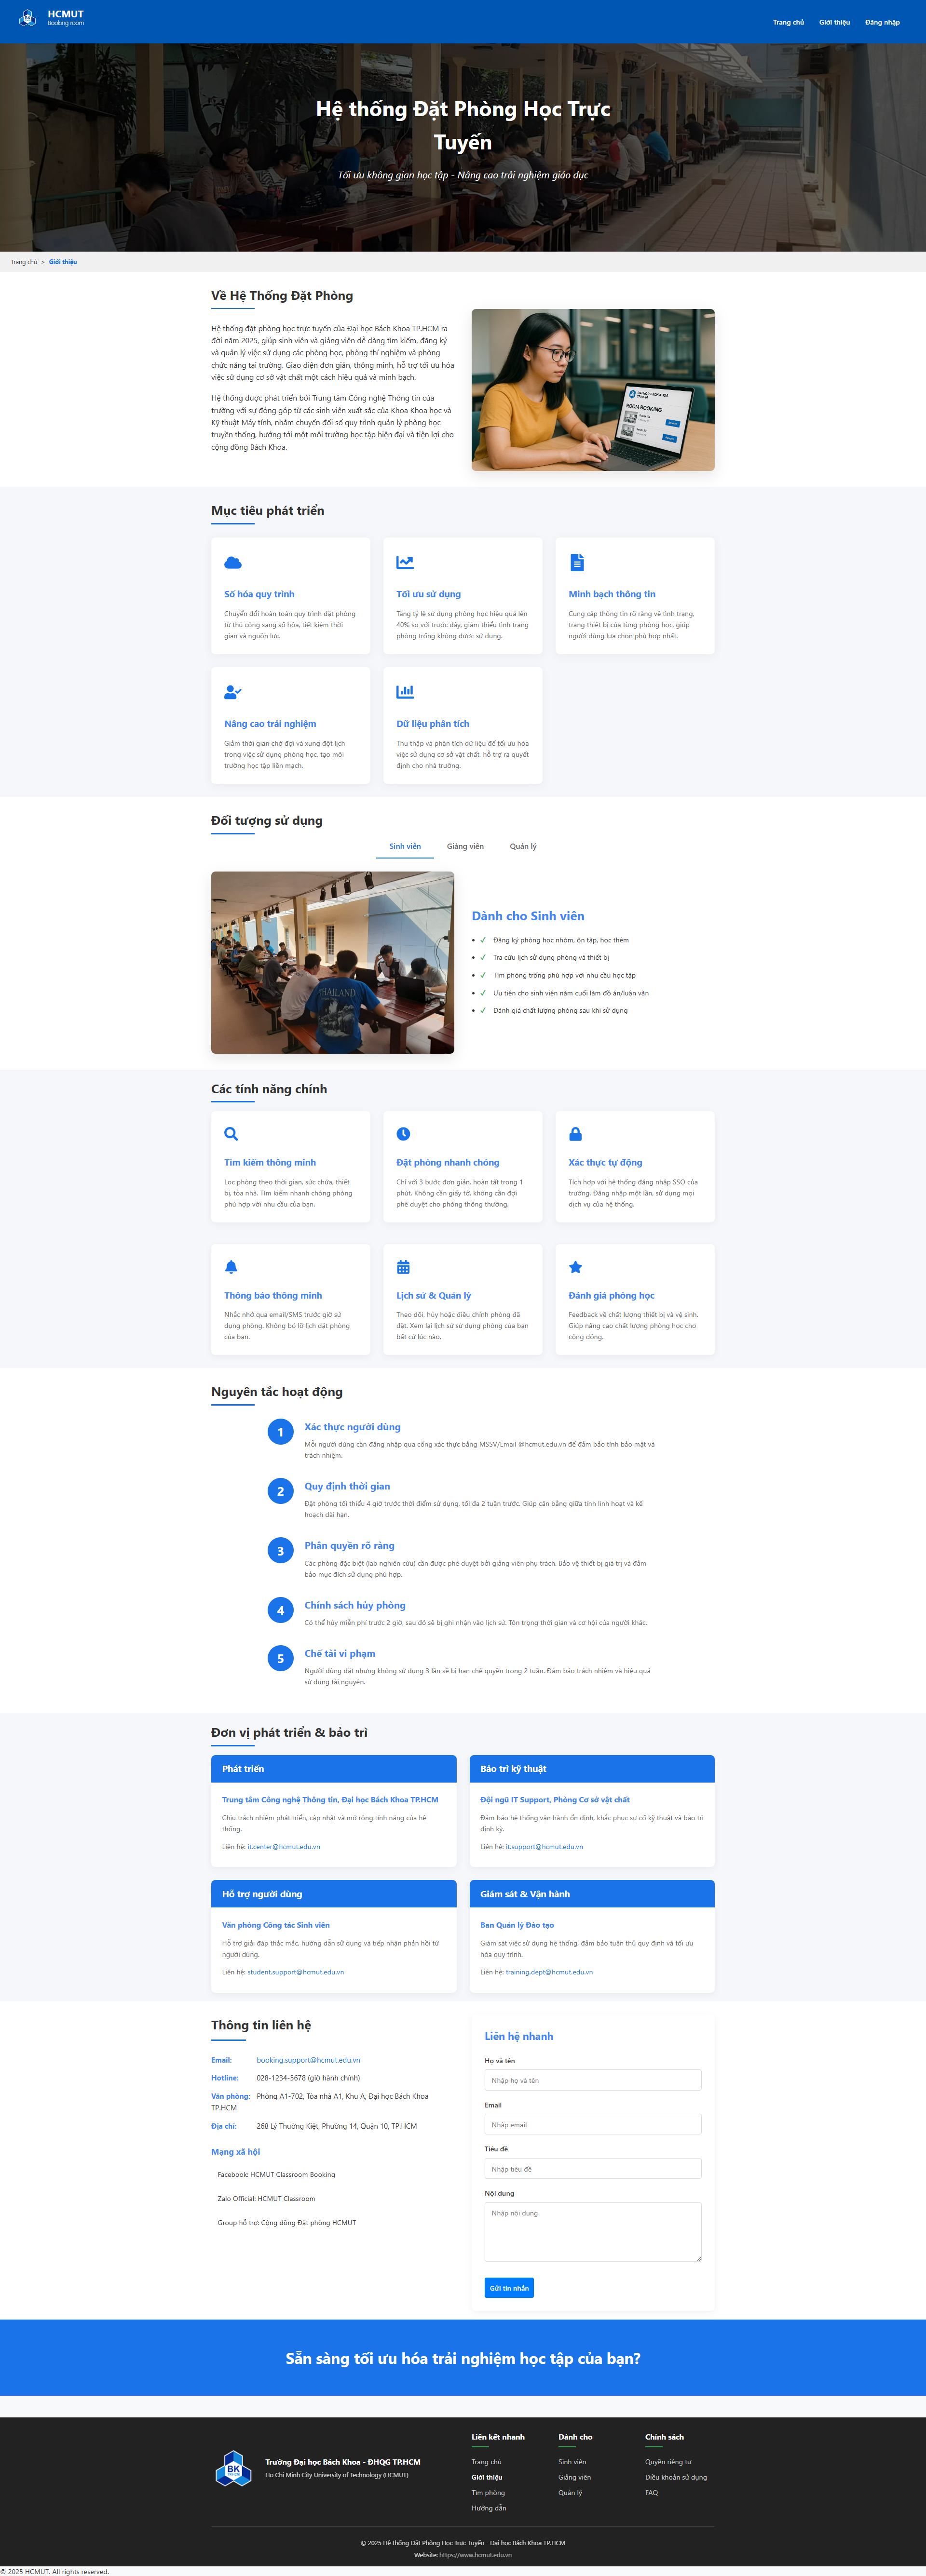 HCMUT
Booking room
Trang chủ Giới thiệu Đăng nhập
Hệ thống Đặt Phòng Học Trực
Tuyến
Tối ưu không gian học tập - Nâng cao trải nghiệm giáo dục
Trang chủ > Giới thiệu
Về Hệ Thống Đặt Phòng
Hệ thống đặt phòng học trực tuyến của Đại học Bách Khoa TP.HCM ra
đời năm 2025, giúp sinh viên và giảng viên dễ dàng tìm kiếm, đăng ký
và quản lý việc sử dụng các phòng học, phòng thí nghiệm và phòng
chức năng tại trường. Giao diện đơn giản, thông minh, hỗ trợ tối ưu hóa
việc sử dụng cơ sở vật chất một cách hiệu quả và minh bạch.
Hệ thống được phát triển bởi Trung tâm Công nghệ Thông tin của
trường với sự đóng góp từ các sinh viên xuất sắc của Khoa Khoa học và
Kỹ thuật Máy tính, nhằm chuyển đổi số quy trình quản lý phòng học
truyền thống, hướng tới một môi trường học tập hiện đại và tiện lợi cho
cộng đồng Bách Khoa.
ROOM BOOKING
Mục tiêu phát triển
Số hóa quy trình
Chuyển đổi hoàn toàn quy trình đặt phòng
từ thủ công sang số hóa, tiết kiệm thời
gian và nguồn lực.
Tối ưu sử dụng
Tăng tỷ lệ sử dụng phòng học hiệu quả lên
40% so với trước đây, giảm thiểu tình trạng
phòng trống không được sử dụng.
Minh bạch thông tin
Cung cấp thông tin rõ ràng về tình trạng,
trang thiết bị của từng phòng học, giúp
người dùng lựa chọn phù hợp nhất.
Nâng cao trải nghiệm
Giảm thời gian chờ đợi và xung đột lịch
trong việc sử dụng phòng học, tạo môi
trường học tập liền mạch.
Dữ liệu phân tích
Thu thập và phân tích dữ liệu để tối ưu hóa
việc sử dụng cơ sở vật chất, hỗ trợ ra quyết
định cho nhà trường.
Đối tượng sử dụng
Sinh viên Giảng viên Quản lý
THAILAND
Dành cho Sinh viên
• ✓ Đăng ký phòng học nhóm, ôn tập, học thêm
• ✓ Tra cứu lịch sử dụng phòng và thiết bị
• ✓ Tìm phòng trống phù hợp với nhu cầu học tập
• ✓ Ưu tiên cho sinh viên năm cuối làm đồ án/luận văn
• ✓ Đánh giá chất lượng phòng sau khi sử dụng
Các tính năng chính
Tìm kiếm thông minh
Lọc phòng theo thời gian, sức chứa, thiết
bị, tòa nhà. Tìm kiếm nhanh chóng phòng
phù hợp với nhu cầu của bạn.
Đặt phòng nhanh chóng
Chỉ với 3 bước đơn giản, hoàn tất trong 1
phút. Không cần giấy tờ, không cần đợi
phê duyệt cho phòng thông thường.
Xác thực tự động
Tích hợp với hệ thống đăng nhập SSO của
trường. Đăng nhập một lần, sử dụng mọi
dịch vụ của hệ thống.
Thông báo thông minh
Nhắc nhở qua email/SMS trước giờ sử
dụng phòng. Không bỏ lỡ lịch đặt phòng
của bạn.
Lịch sử & Quản lý
Theo dõi, hủy hoặc điều chỉnh phòng đã
đặt. Xem lại lịch sử sử dụng phòng của bạn
bất cứ lúc nào.
Đánh giá phòng học
Feedback về chất lượng thiết bị và vệ sinh.
Giúp nâng cao chất lượng phòng học cho
cộng đồng.
Nguyên tắc hoạt động
1
Xác thực người dùng
Mỗi người dùng cần đăng nhập qua cổng xác thực bằng MSSV/Email @hcmut.edu.vn để đảm bảo tính bảo mật và
trách nhiệm.
2
Quy định thời gian
Đặt phòng tối thiểu 4 giờ trước thời điểm sử dụng, tối đa 2 tuần trước. Giúp cân bằng giữa tính linh hoạt và kế
hoạch dài hạn.
3
Phân quyền rõ ràng
Các phòng đặc biệt (lab nghiên cứu) cần được phê duyệt bởi giảng viên phụ trách. Bảo vệ thiết bị giá trị và đảm
bảo mục đích sử dụng phù hợp.
4
Chính sách hủy phòng
Có thể hủy miễn phí trước 2 giờ, sau đó sẽ bị ghi nhận vào lịch sử. Tôn trọng thời gian và cơ hội của người khác.
5
Chế tài vi phạm
Người dùng đặt nhưng không sử dụng 3 lần sẽ bị hạn chế quyền trong 2 tuần. Đảm bảo trách nhiệm và hiệu quả
sử dụng tài nguyên.
Đơn vị phát triển & bảo trì
Phát triển
Trung tâm Công nghệ Thông tin, Đại học Bách Khoa TP.HCM
Chịu trách nhiệm phát triển, cập nhật và mở rộng tính năng của hệ
thống.
Liên hệ: it.center@hcmut.edu.vn
Bảo trì kỹ thuật
Đội ngũ IT Support, Phòng Cơ sở vật chất
Đảm bảo hệ thống vận hành ổn định, khắc phục sự cố kỹ thuật và bảo trì
định kỳ.
Liên hệ: it.support@hcmut.edu.vn
Hỗ trợ người dùng
Văn phòng Công tác Sinh viên
Hỗ trợ giải đáp thắc mắc, hướng dẫn sử dụng và tiếp nhận phản hồi từ
người dùng.
Liên hệ: student.support@hcmut.edu.vn
Giám sát & Vận hành
Ban Quản lý Đào tạo
Giám sát việc sử dụng hệ thống, đảm bảo tuân thủ quy định và tối ưu
hóa quy trình.
Liên hệ: training.dept@hcmut.edu.vn
Thông tin liên hệ
Email: booking.support@hcmut.edu.vn
Hotline: 028-1234-5678 (giờ hành chính)
Văn phòng: Phòng A1-702, Tòa nhà A1, Khu A, Đại học Bách Khoa
TP.HCM
Địa chỉ: 268 Lý Thường Kiệt, Phường 14, Quận 10, TP.HCM
Mạng xã hội
Facebook: HCMUT Classroom Booking
Zalo Official: HCMUT Classroom
Group hỗ trợ: Cộng đồng Đặt phòng HCMUT
Liên hệ nhanh
Họ và tên
Nhập họ và tên
Email
Nhập email
Tiêu đề
Nhập tiêu đề
Nội dung
Nhập nội dung
Gửi tin nhắn
Sẵn sàng tối ưu hóa trải nghiệm học tập của bạn?
BK
Trường Đại học Bách Khoa - ĐHQG TP.HCM
Ho Chi Minh City University of Technology (HCMUT)
Liên kết nhanh
Trang chủ
Giới thiệu
Tìm phòng
Hướng dẫn
Dành cho
Sinh viên
Giảng viên
Quản lý
Chính sách
Quyền riêng tư
Điều khoản sử dụng
FAQ
© 2025 Hệ thống Đặt Phòng Học Trực Tuyến - Đại học Bách Khoa TP.HCM
Website: https://www.hcmut.edu.vn
© 2025 HCMUT. All rights reserved.